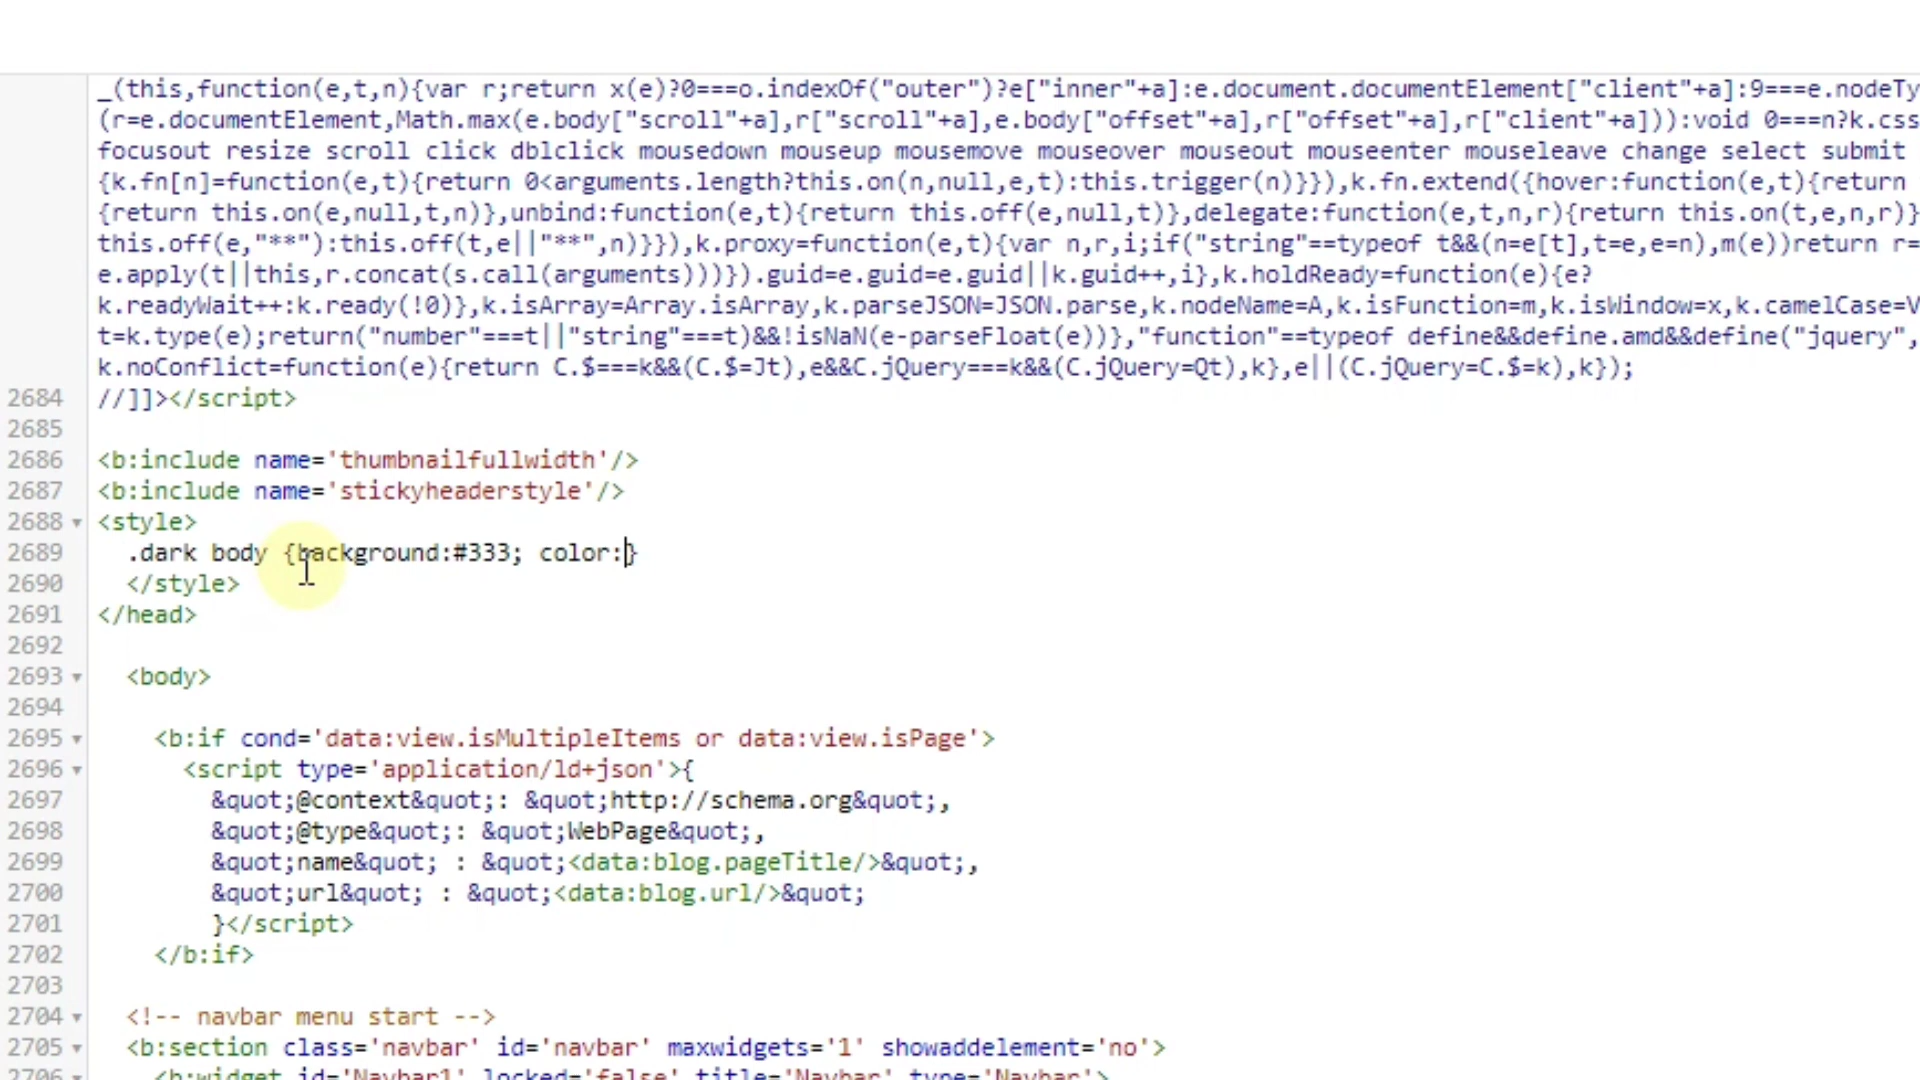 _(this,function(e,t,n){var r;return x(e)?0===o.indexOf("outer")?e["inner"+a]:e.document.documentElement["client"+a]:9===e.nodeTy
(r=e.documentElement,Math.max(e.body["scroll"+a],r["scroll"+a],e.body["offset"+a],r["offset"+a],r["client"+a])):void 0===n?k.css
focusout resize scroll click dblclick mousedown mouseup mousemove mouseover mouseout mouseenter mouseleave change select submit
{k.fn[n]=function(e,t){return 0<arguments.length?this.on(n,null,e,t):this.trigger(n)}}),k.fn.extend({hover:function(e,t){return
{return this.on(e,null,t,n)},unbind:function(e,t){return this.off(e,null,t)},delegate:function(e,t,n,r){return this.on(t,e,n,r)}
this.off(e,"**"):this.off(t,e||"**",n)}}),k.proxy=function(e,t){var n,r,i;if("string"==typeof t&&(n=e[t],t=e,e=n),m(e))return r=
e.apply(t||this,r.concat(s.call(arguments)))}).guid=e.guid=e.guid||k.guid++,i},k.holdReady=function(e){e?
k.readyWait++:k.ready(!0)},k.isArray=Array.isArray,k.parseJSON=JSON.parse,k.nodeName=A,k.isFunction=m,k.isWindow=x,k.camelCase=V
t=k.type(e);return("number"===t||"string"===t)&&!isNaN(e-parseFloat(e))},"function"==typeof define&&define.amd&&define("jquery",
k.noConflict=function(e){return C.$===k&&(C.$=Jt),e&&C.jQuery===k&&(C.jQuery=Qt),k},e||(C.jQuery=C.$=k),k});
2684 //]]></script>
2685
2686 <b:include name='thumbnailfullwidth'/>
2687 <b:include name='stickyheaderstyle'/>
2688 <style>
2689 .dark body {background:#333; color:}
2690 </style>
2691 </head>
2692
2693 <body>
2694
2695 <b:if cond='data:view.isMultipleItems or data:view.isPage'>
2696 <script type='application/ld+json'>{
2697 &quot;@context&quot;: &quot;http://schema.org&quot;,
2698 &quot;@type&quot;: &quot;WebPage&quot;,
2699 &quot;name&quot; : &quot;<data:blog.pageTitle/>&quot;,
2700 &quot;url&quot; : &quot;<data:blog.url/>&quot;
2701 }</script>
2702 </b:if>
2703
2704 <!-- navbar menu start -->
2705 <b:section class='navbar' id='navbar' maxwidgets='1' showaddelement='no'>
2706 <b:widget id='Navbar1' locked='false' title='Navbar' type='Navbar'>